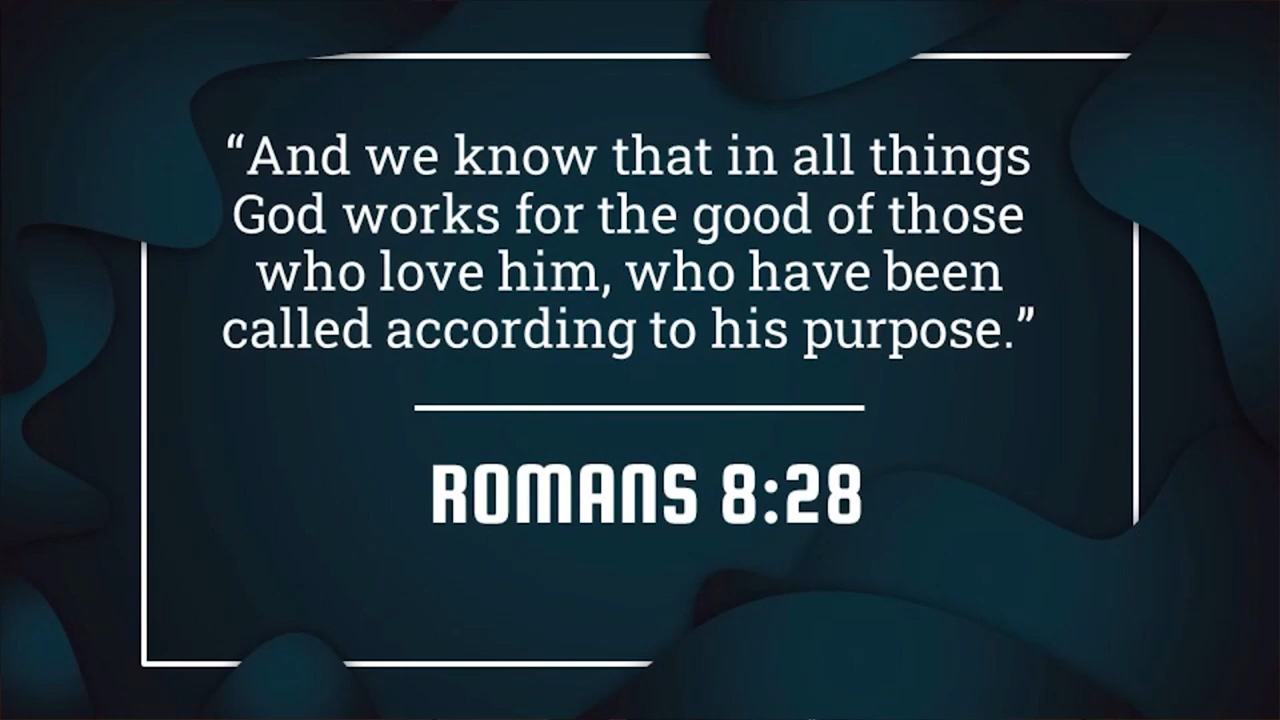 “And we know that in all things
God works for the good of those
who love him, who have been
called according to his purpose.”
ROMANS 8:28